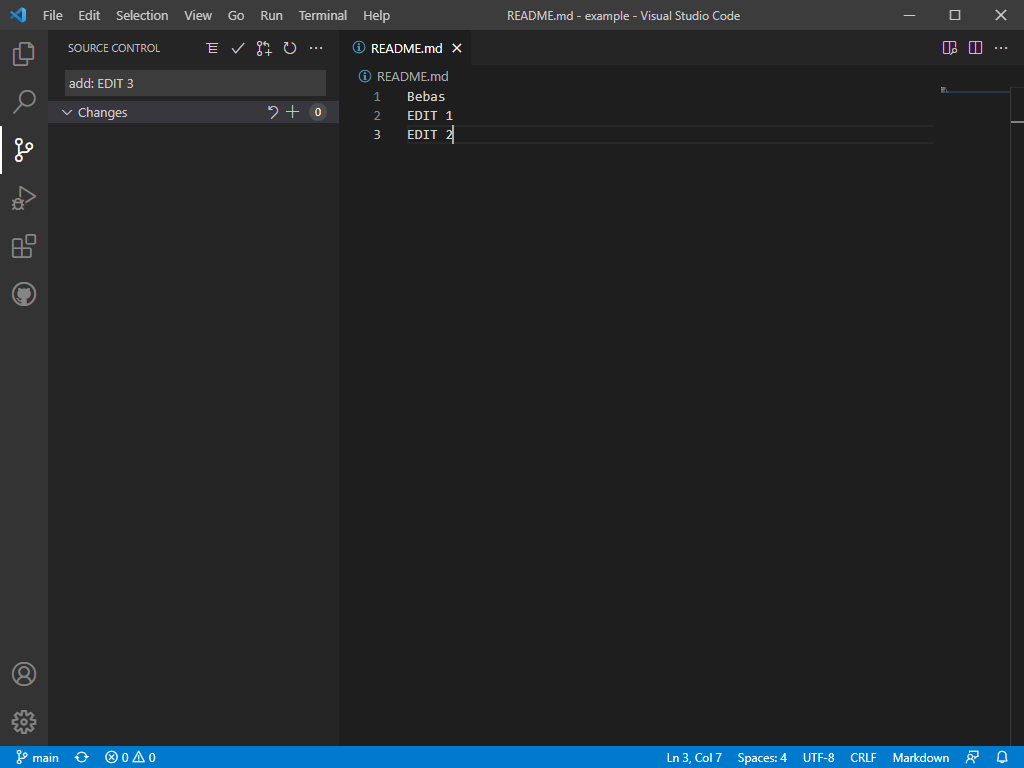 File Edit Selection View Go Run Terminal Help README.md - example - Visual Studio Code
SOURCE CONTROL
add: EDIT 3
Changes 0
README.md
README.md
1 Bebas
2 EDIT 1
3 EDIT 2
main 0 0 Ln 3, Col 7 Spaces: 4 UTF-8 CRLF Markdown